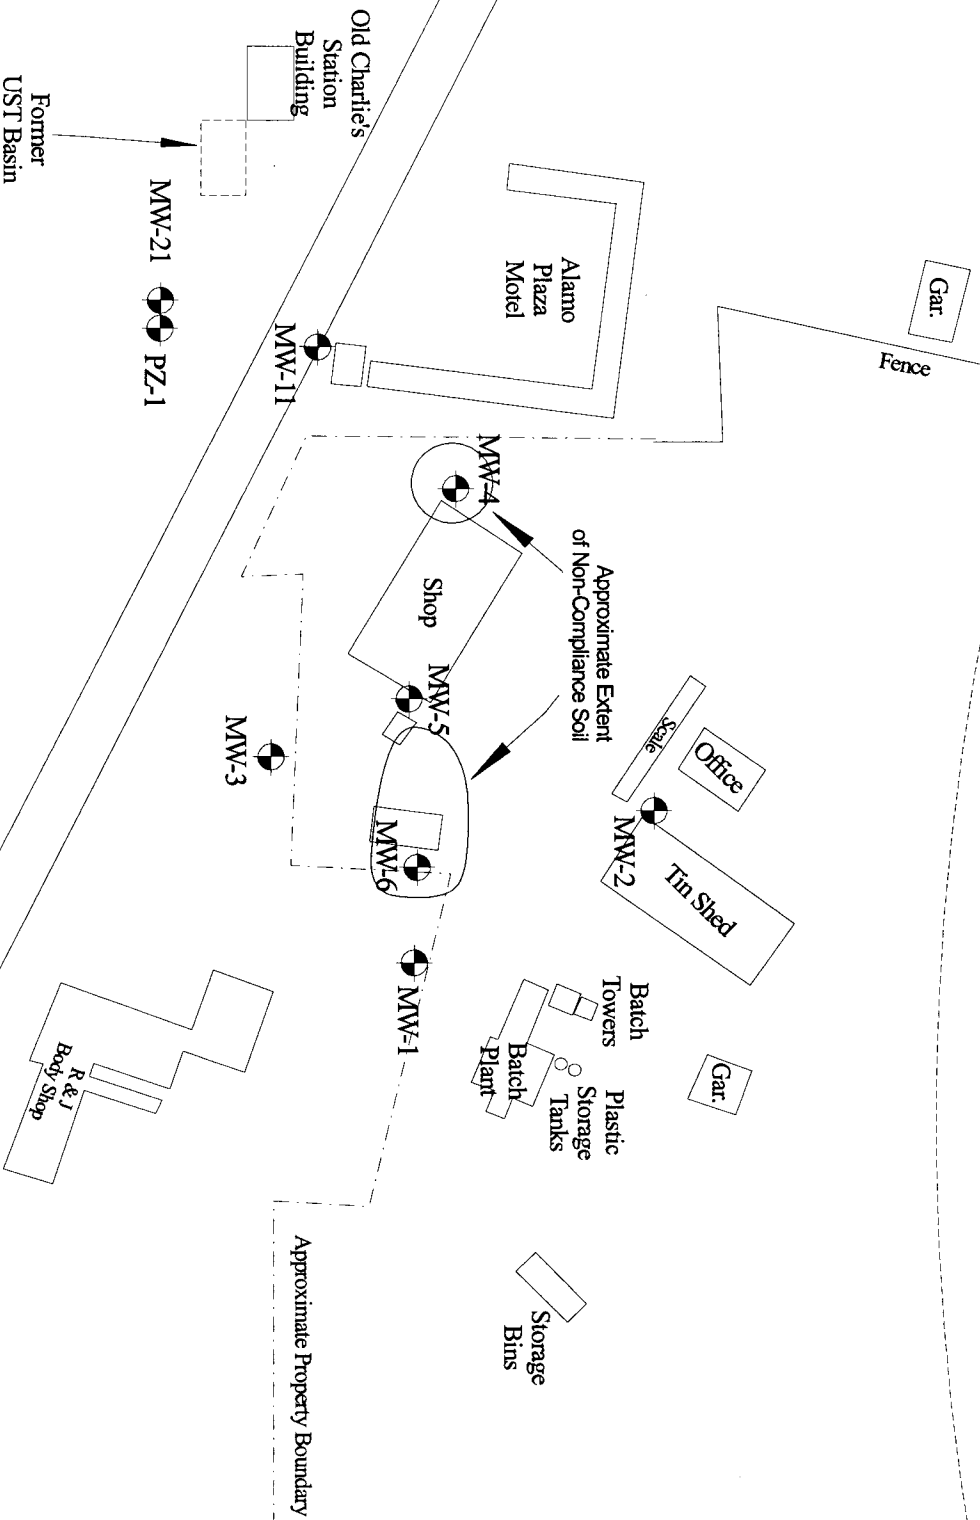 Old Charlie's
Station
Building
Former
UST Basin
MW-21
PZ-1
MW-11
Alamo
Plaza
Motel
Gar.
Fence
MW-4
Approximate Extent
of Non-Compliance Soil
Shop
MW-5
MW-3
MW-6
Scale
Office
MW-2
Tin Shed
MW-1
Batch
Towers
Batch
Plant
Plastic
Storage
Tanks
Gar.
R & J
Body Shop
Storage
Bins
Approximate Property Boundary